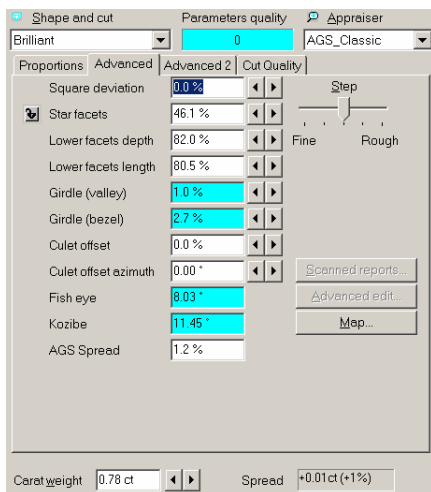 Shape and cut Parameters quality Appraiser
Brilliant 0 AGS_Classic
Proportions Advanced Advanced 2 Cut Quality
Square deviation 0.0 % Step
Star facets 46.1 %
Lower facets depth 82.0 % Fine Rough
Lower facets length 80.5 %
Girdle (valley) 1.0 %
Girdle (bezel) 2.7 %
Culet offset 0.0 %
Culet offset azimuth 0.00 ° Scanned reports...
Fish eye 8.03 ° Advanced edit...
Kozibe 11.45 ° Map...
AGS Spread 1.2 %
Carat weight 0.78 ct Spread +0.01ct (+1%)